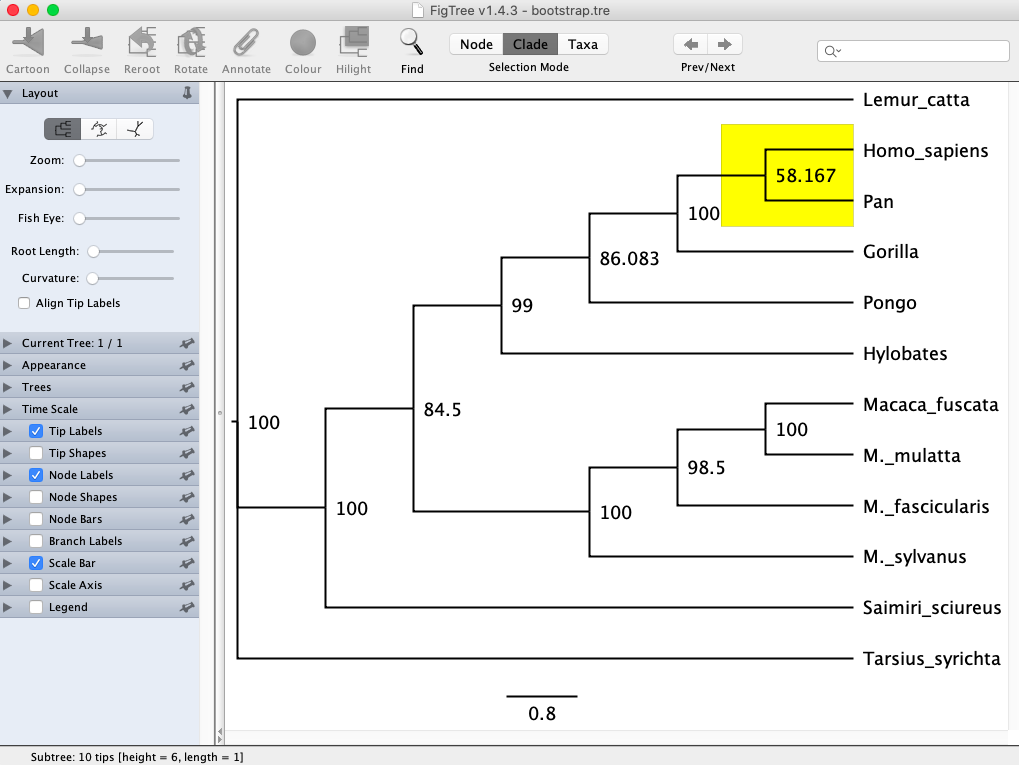 FigTree v1.4.3 - bootstrap.tre
Cartoon Collapse Reroot Rotate Annotate Colour Hilight Find
Node Clade Taxa
Selection Mode
Prev/Next
Layout
Zoom:
Expansion:
Fish Eye:
Root Length:
Curvature:
Align Tip Labels
Current Tree: 1 / 1
Appearance
Trees
Time Scale
Tip Labels
Tip Shapes
Node Labels
Node Shapes
Node Bars
Branch Labels
Scale Bar
Scale Axis
Legend
Lemur_catta
Homo_sapiens
58.167
Pan
100
Gorilla
86.083
Pongo
99
Hylobates
Macaca_fuscata
84.5
100
100
M._mulatta
98.5
M._fascicularis
100
100
M._sylvanus
Saimiri_sciureus
Tarsius_syrichta
0.8
Subtree: 10 tips [height = 6, length = 1]